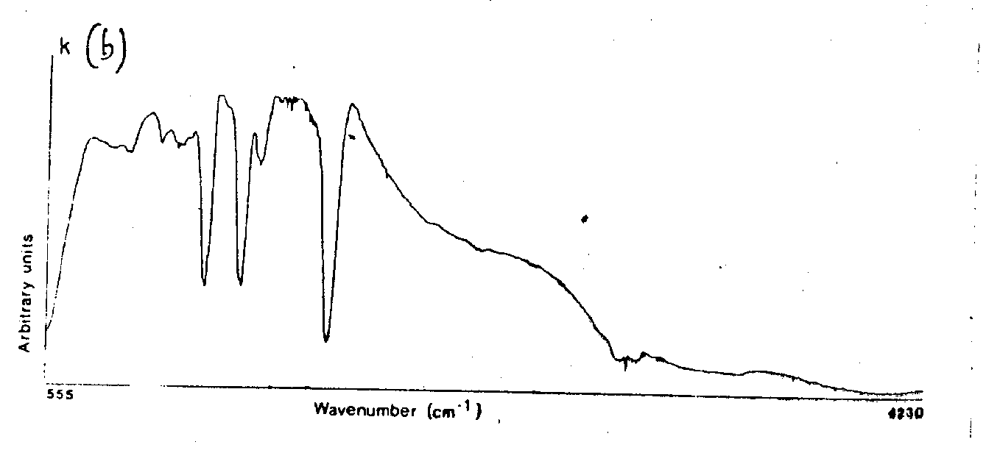 k (b)
Arbitrary units
555
Wavenumber (cm-1)
4230